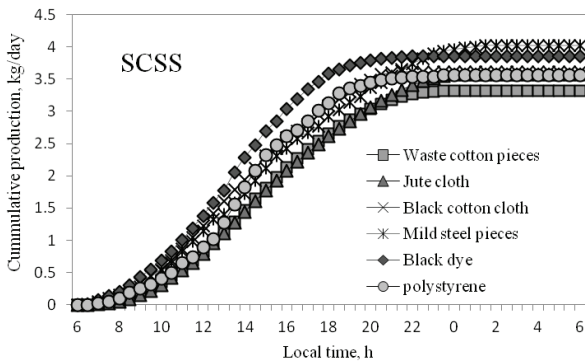 4.5
4
3.5
3
2.5
2
1.5
1
0.5
0
Cummulative production, kg/day
SCSS
Waste cotton pieces
Jute cloth
Black cotton cloth
Mild steel pieces
Black dye
polystyrene
6 8 10 12 14 16 18 20 22 0 2 4 6
Local time, h